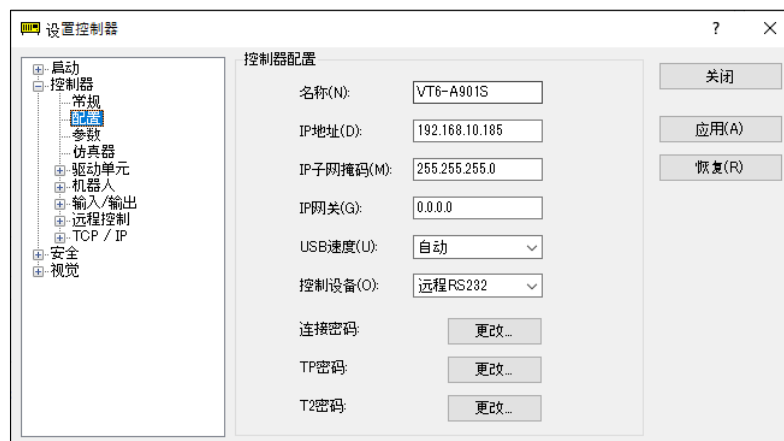 设置控制器
?
启动
控制器
常规
配置
参数
仿真器
驱动单元
机器人
输入/输出
远程控制
TCP / IP
安全
视觉
控制器配置
名称(N): VT6-A901S
IP地址(D): 192.168.10.185
IP子网掩码(M): 255.255.255.0
IP网关(G): 0.0.0.0
USB速度(U): 自动
控制设备(O): 远程RS232
连接密码: 更改...
TP密码: 更改...
T2密码: 更改...
关闭
应用(A)
恢复(R)